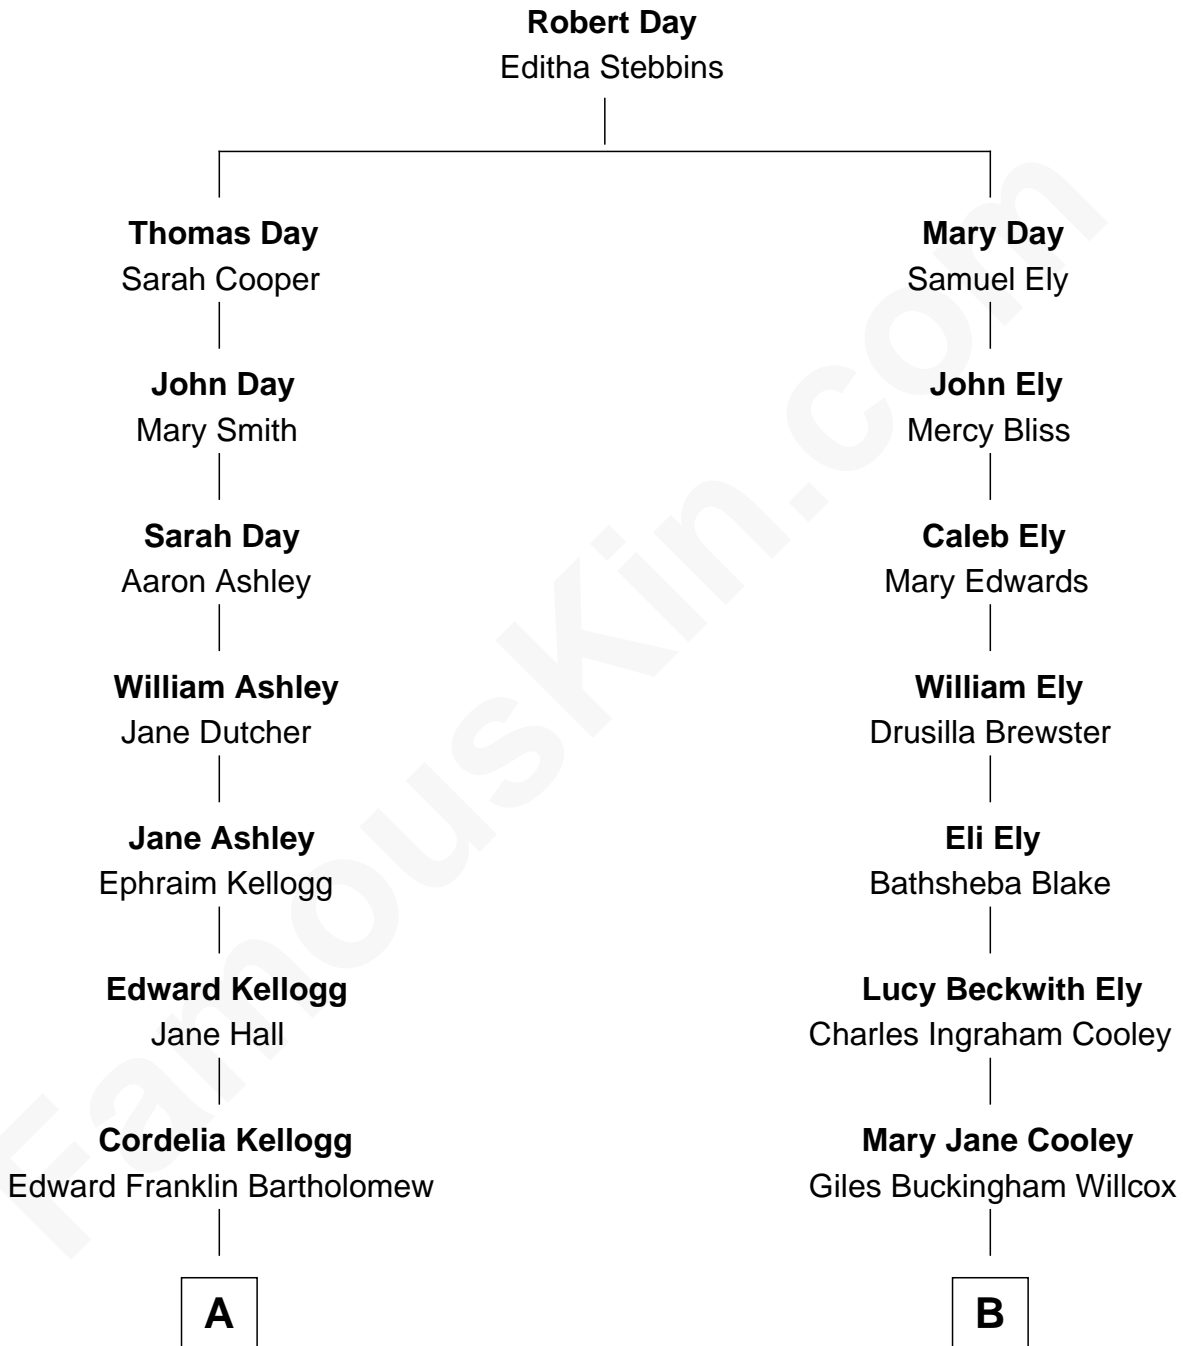 Robert Day
Editha Stebbins
Thomas Day
Sarah Cooper
Mary Day
Samuel Ely
John Day
Mary Smith
John Ely
Mercy Bliss
Sarah Day
Aaron Ashley
Caleb Ely
Mary Edwards
William Ashley
Jane Dutcher
William Ely
Drusilla Brewster
Jane Ashley
Ephraim Kellogg
Eli Ely
Bathsheba Blake
Edward Kellogg
Jane Hall
Lucy Beckwith Ely
Charles Ingraham Cooley
Cordelia Kellogg
Edward Franklin Bartholomew
Mary Jane Cooley
Giles Buckingham Willcox
A
B
FamousKin.com